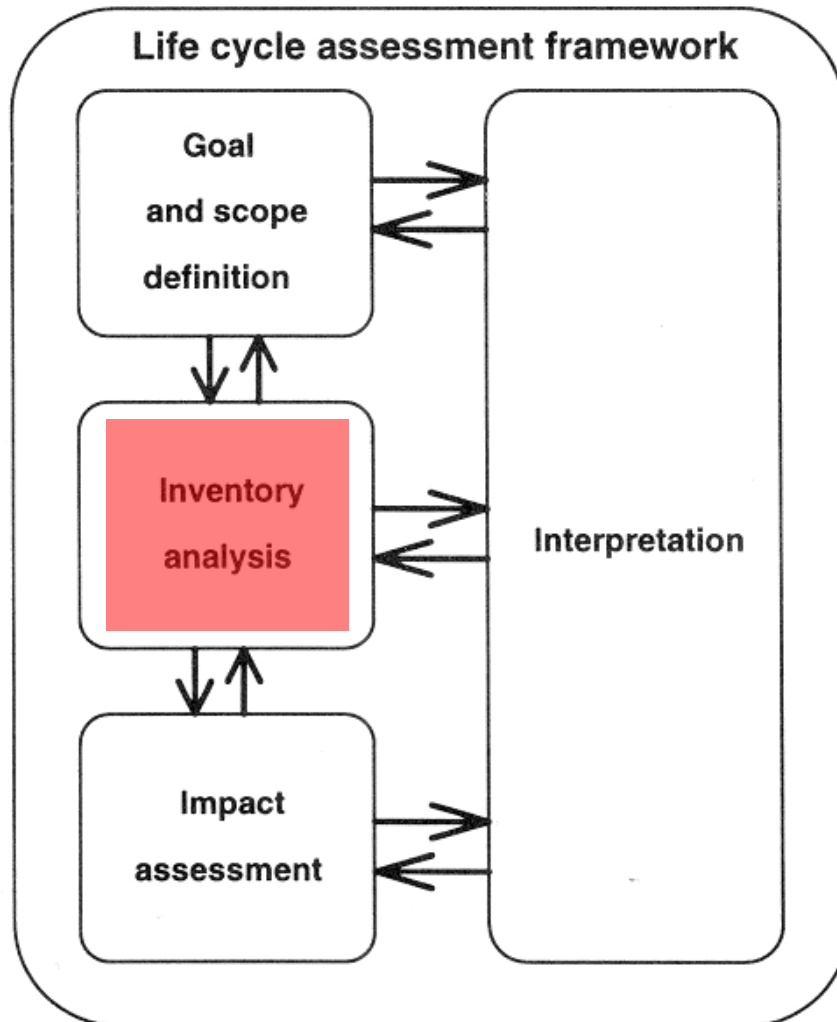 Life cycle assessment framework
Goal
and scope
definition
Inventory
analysis
Interpretation
Impact
assessment